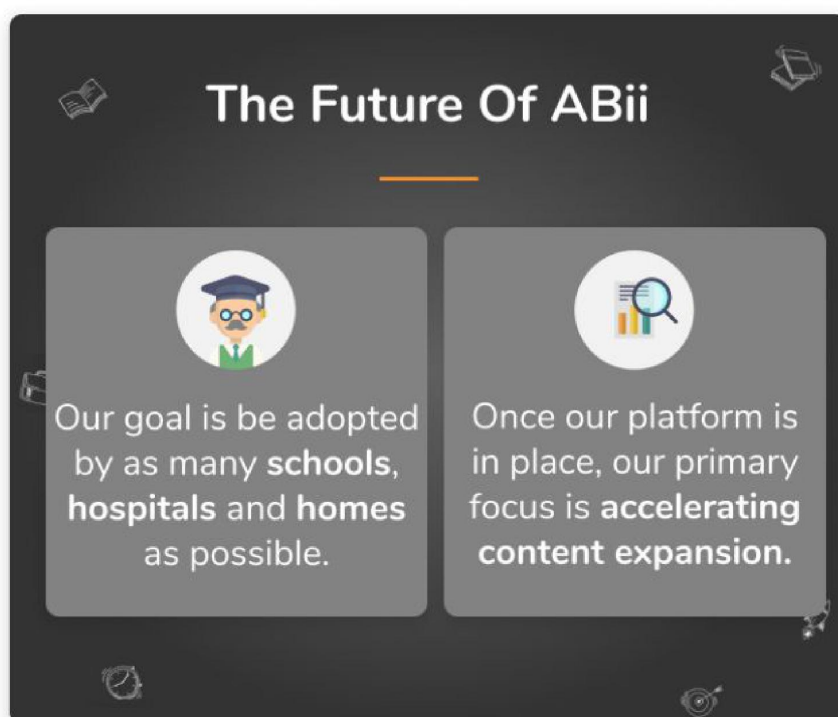 The Future Of ABii
Our goal is be adopted
by as many schools,
hospitals and homes
as possible.
Once our platform is
in place, our primary
focus is accelerating
content expansion.